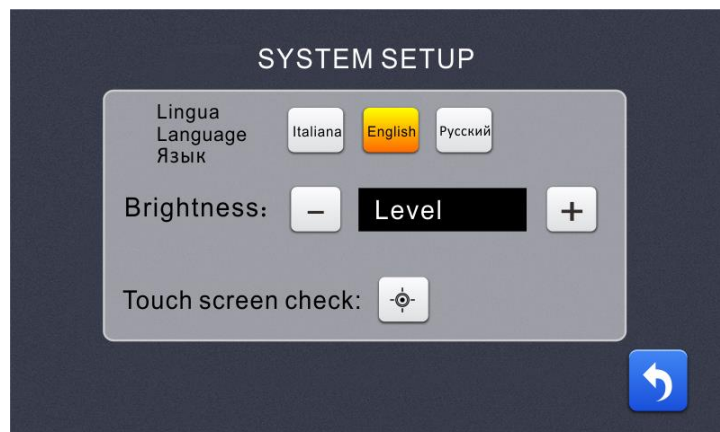 SYSTEM SETUP
Lingua
Language
Язык
Italiana English Русский
Brightness: − Level +
Touch screen check: